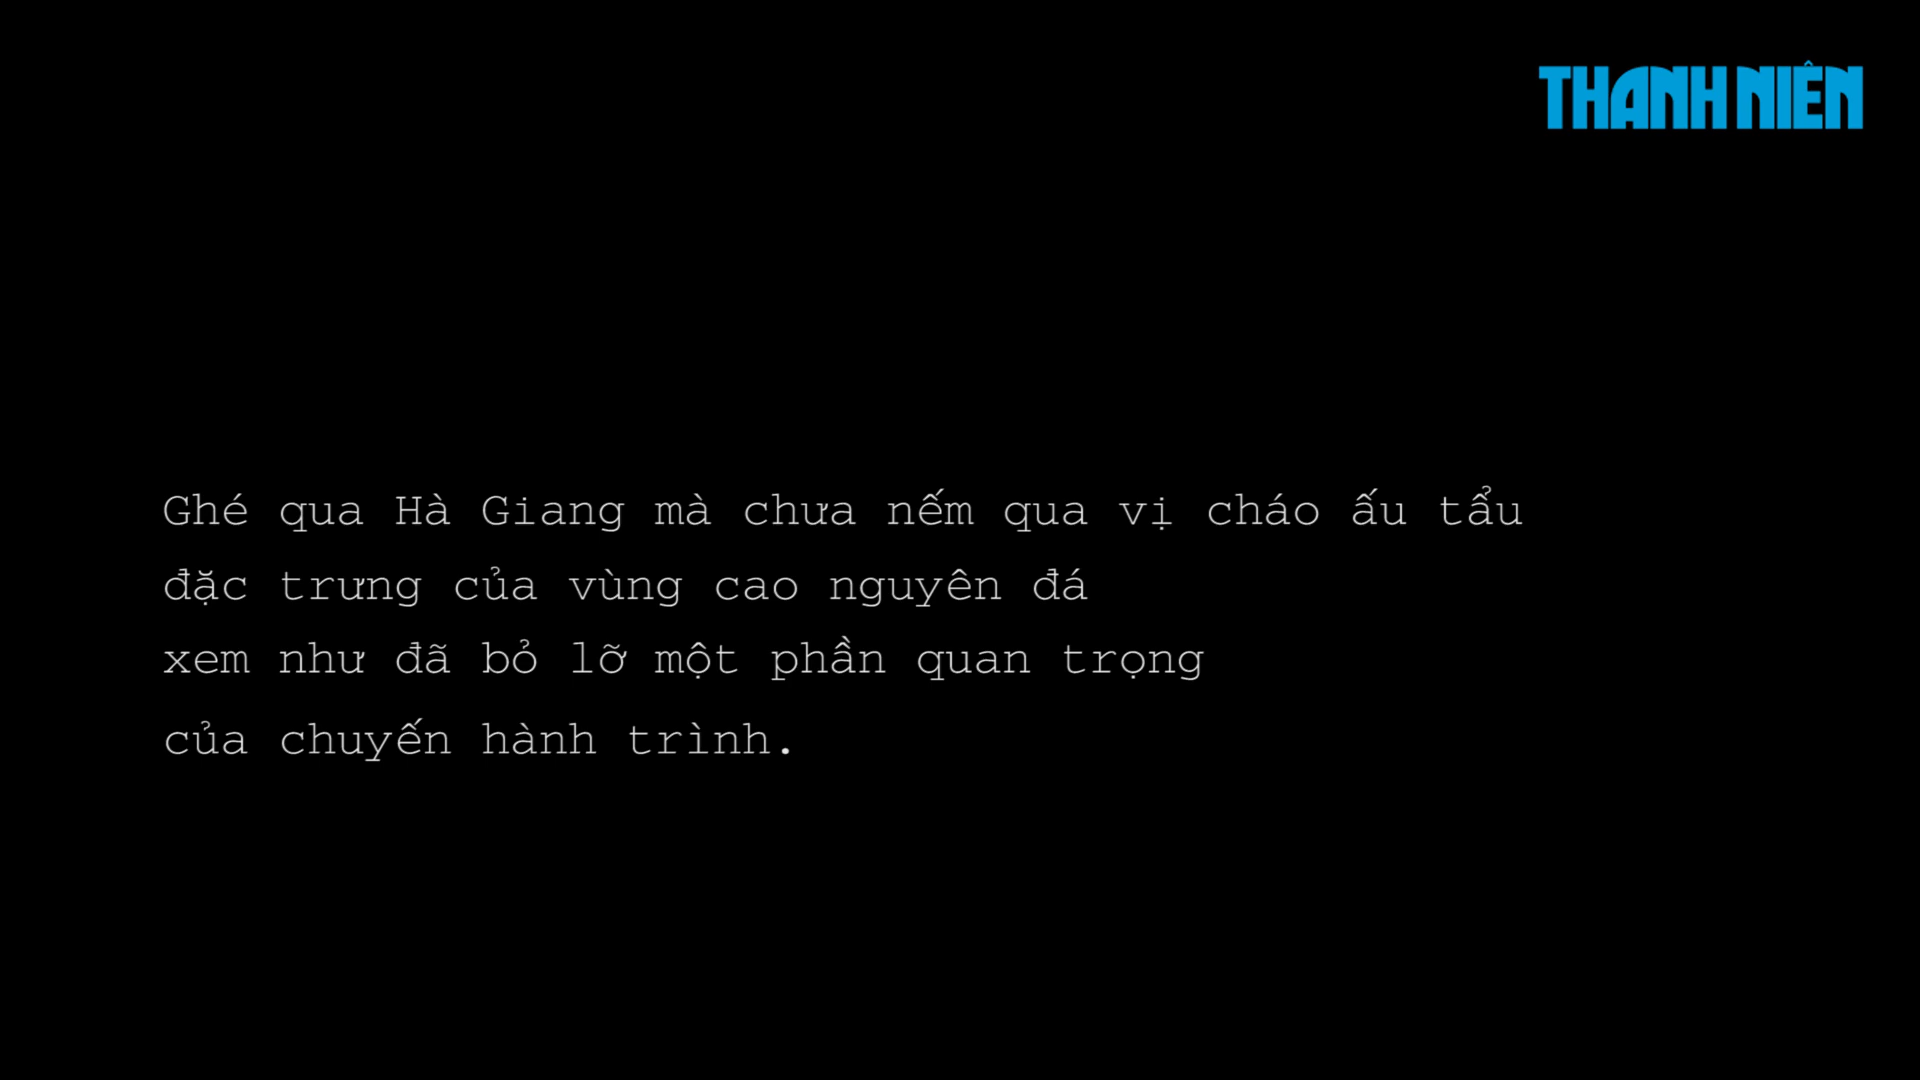 THANH NIÊN
Ghé qua Hà Giang mà chưa nếm qua vị cháo ấu tẩu
đặc trưng của vùng cao nguyên đá
xem như đã bỏ lỡ một phần quan trọng
của chuyến hành trình.